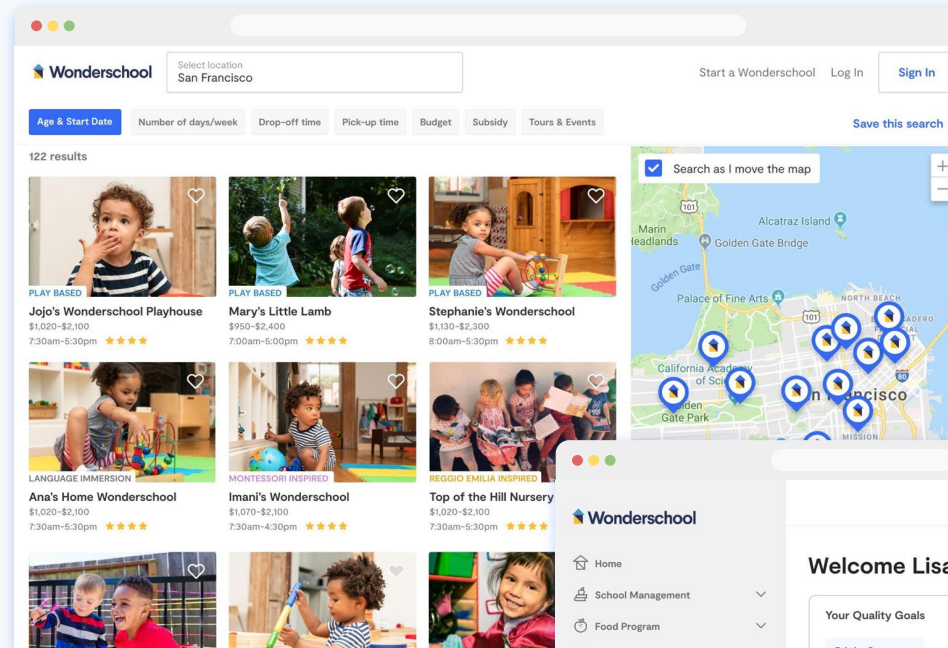 Wonderschool
Select location
San Francisco
Start a Wonderschool
Log In
Sign In
Age & Start Date
Number of days/week
Drop-off time
Pick-up time
Budget
Subsidy
Tours & Events
Save this search
122 results
PLAY BASED
Jojo's Wonderschool Playhouse
$1,020-$2,100
7:30am-5:30pm
PLAY BASED
Mary's Little Lamb
$950-$2,400
7:00am-5:00pm
PLAY BASED
Stephanie's Wonderschool
$1,130-$2,300
8:00am-5:30pm
LANGUAGE IMMERSION
Ana's Home Wonderschool
$1,020-$2,100
7:30am-5:30pm
MONTESSORI INSPIRED
Imani's Wonderschool
$1,070-$2,100
7:30am-4:30pm
REGGIO EMILIA INSPIRED
Top of the Hill Nursery
$1,020-$2,100
7:30am-5:30pm
Search as I move the map
101
Marin
Headlands
Alcatraz Island
Golden Gate Bridge
Golden Gate
Palace of Fine Arts
NORTH BEACH
101
California Academy
of
80
Gate Park
MISSION
Wonderschool
Home
School Management
Food Program
Welcome
Your Quality Goals